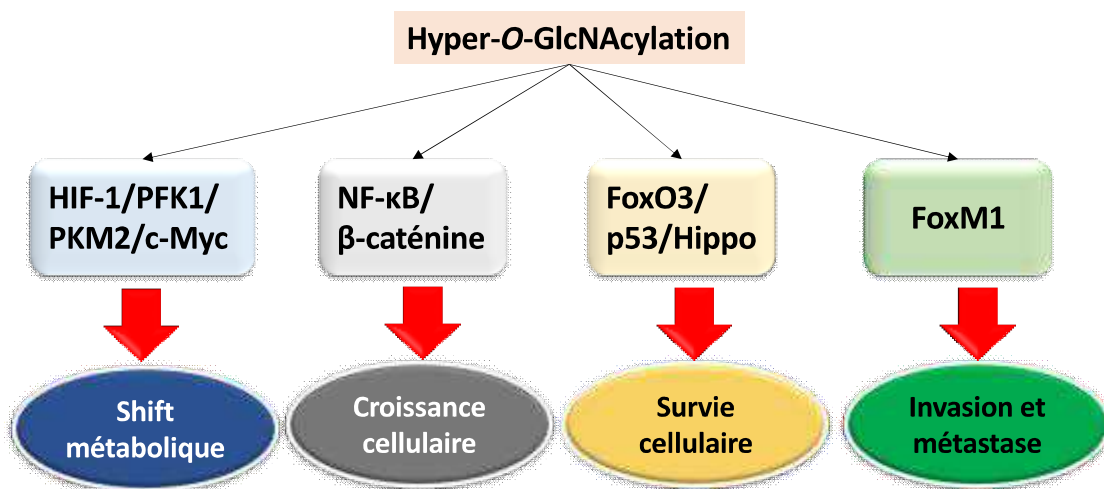 Hyper-O-GlcNAcylation
HIF-1/PFK1/
PKM2/c-Myc
NF-κB/
β-caténine
FoxO3/
p53/Hippo
FoxM1
Shift
métabolique
Croissance
cellulaire
Survie
cellulaire
Invasion et
métastase